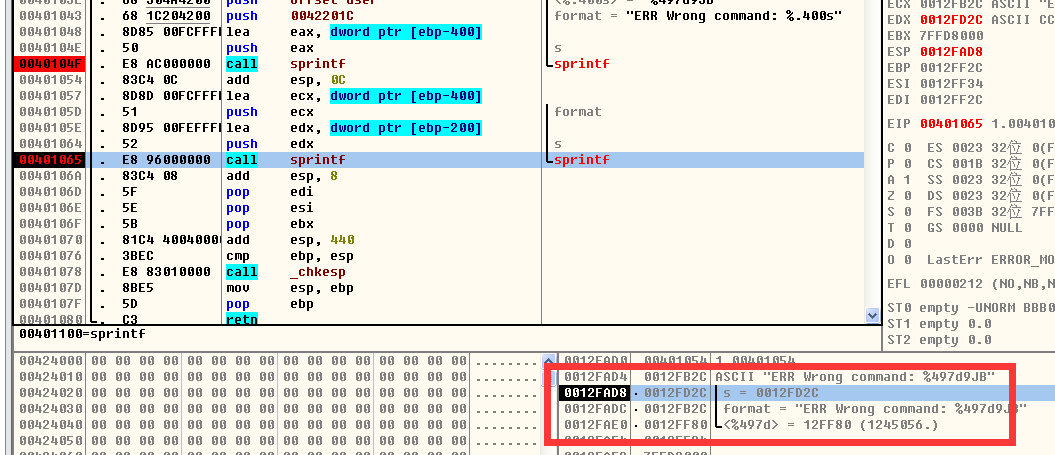 push offset user <%.400s> = "%497d9JB"
00401043 . 68 1C204200 push 0042201C format = "ERR Wrong command: %.400s"
00401048 . 8D85 00FCFFFF lea eax, dword ptr [ebp-400]
0040104E . 50 push eax s
0040104F . E8 AC000000 call sprintf sprintf
00401054 . 83C4 0C add esp, 0C
00401057 . 8D8D 00FCFFFF lea ecx, dword ptr [ebp-400]
0040105D . 51 push ecx format
0040105E . 8D95 00FEFFFF lea edx, dword ptr [ebp-200]
00401064 . 52 push edx s
00401065 . E8 96000000 call sprintf sprintf
0040106A . 83C4 08 add esp, 8
0040106D . 5F pop edi
0040106E . 5E pop esi
0040106F . 5B pop ebx
00401070 . 81C4 40040000 add esp, 440
00401076 . 3BEC cmp ebp, esp
00401078 . E8 83010000 call _chkesp
0040107D . 8BE5 mov esp, ebp
0040107F . 5D pop ebp
00401080 . C3 retn
00401100=sprintf
ECX 0012FB2C ASCII "E
EDX 0012FD2C ASCII CC
EBX 7FFD8000
ESP 0012FAD8
EBP 0012FF2C
ESI 0012FF34
EDI 0012FF2C
EIP 00401065 1.004010
C 0 ES 0023 32位 0(F
P 0 CS 001B 32位 0(F
A 1 SS 0023 32位 0(F
Z 0 DS 0023 32位 0(F
S 0 FS 003B 32位 7FF
T 0 GS 0000 NULL
D 0
O 0 LastErr ERROR_MO
EFL 00000212 (NO,NB,N
ST0 empty -UNORM BBB0
ST1 empty 0.0
ST2 empty 0.0
00424000 00 00 00 00 00 00 00 00 00 00 00 00 00 00 00 00 ........
00424010 00 00 00 00 00 00 00 00 00 00 00 00 00 00 00 00 ........
00424020 00 00 00 00 00 00 00 00 00 00 00 00 00 00 00 00 ........
00424030 00 00 00 00 00 00 00 00 00 00 00 00 00 00 00 00 ........
00424040 00 00 00 00 00 00 00 00 00 00 00 00 00 00 00 00 ........
00424050 00 00 00 00 00 00 00 00 00 00 00 00 00 00 00 00 ........
0012FAD0 00401054 1.00401054
0012FAD4 0012FB2C ASCII "ERR Wrong command: %497d9JB"
0012FAD8 . 0012FD2C s = 0012FD2C
0012FADC . 0012FB2C format = "ERR Wrong command: %497d9JB"
0012FAE0 . 0012FF80 <%497d> = 12FF80 (1245056.)